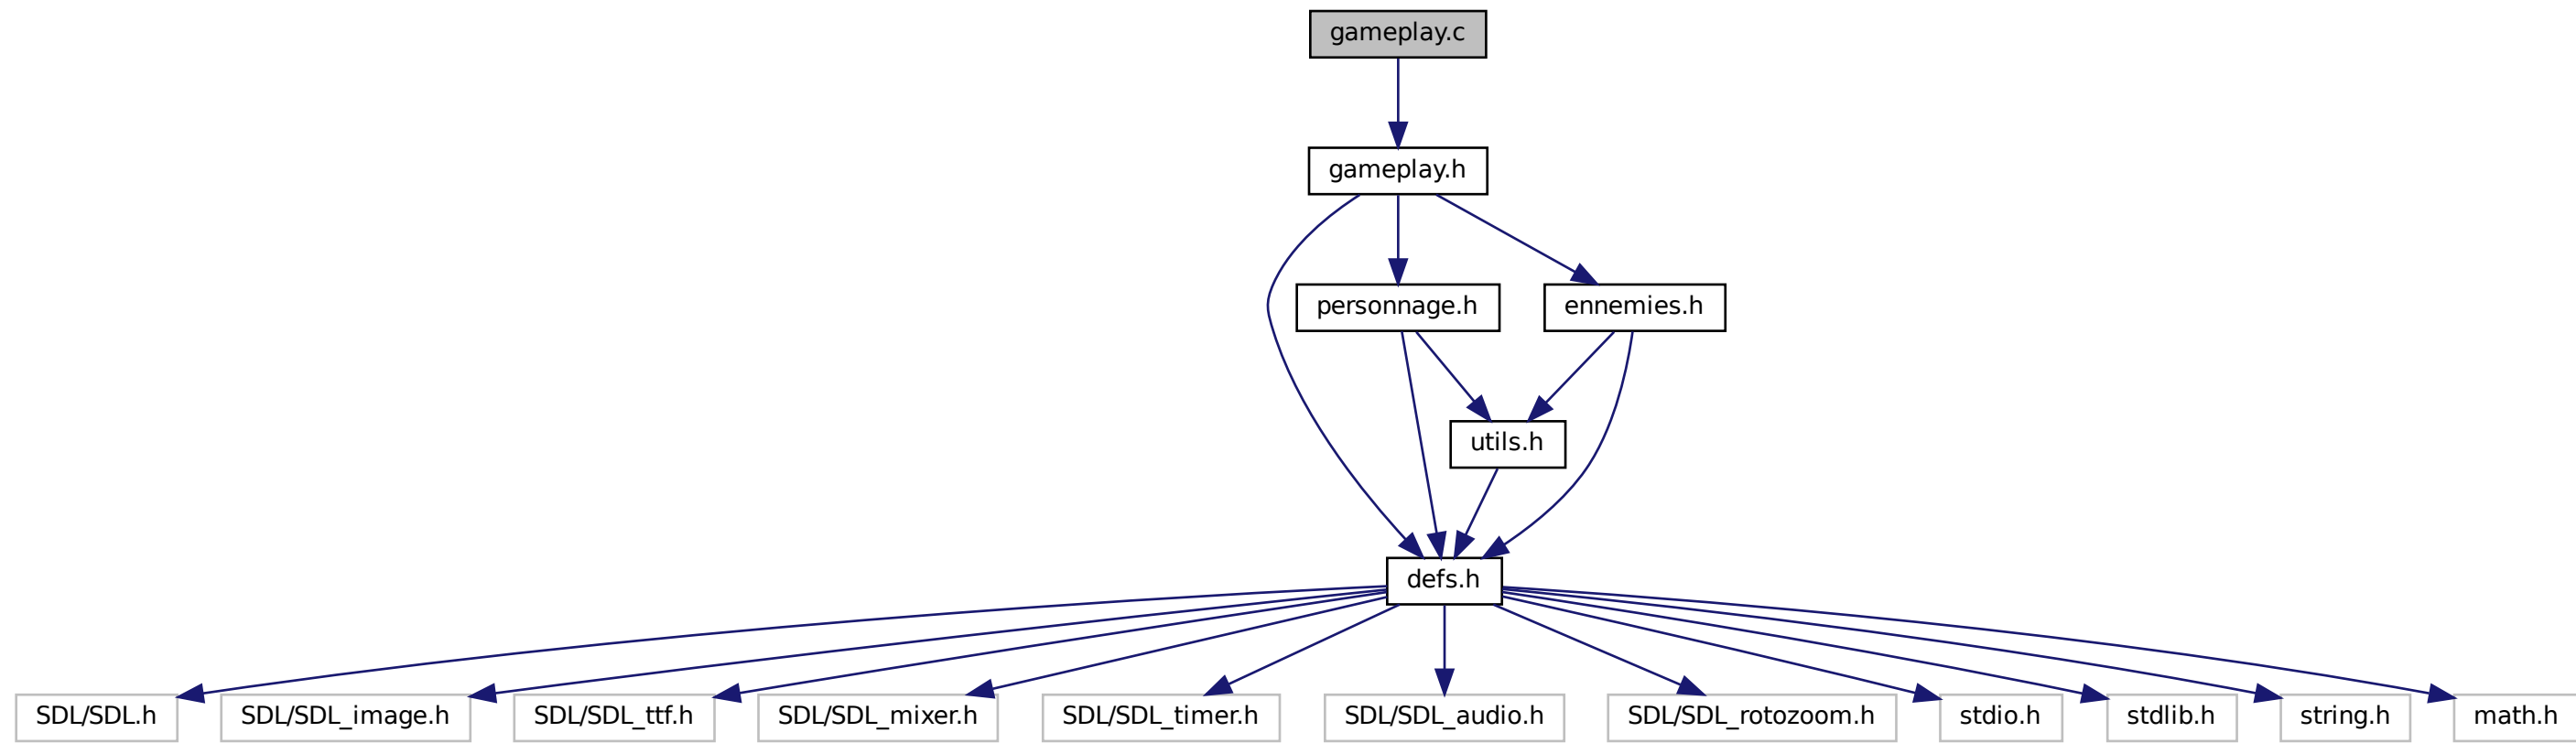 gameplay.c
gameplay.h
personnage.h
ennemies.h
utils.h
defs.h
SDL/SDL.h
SDL/SDL_image.h
SDL/SDL_ttf.h
SDL/SDL_mixer.h
SDL/SDL_timer.h
SDL/SDL_audio.h
SDL/SDL_rotozoom.h
stdio.h
stdlib.h
string.h
math.h